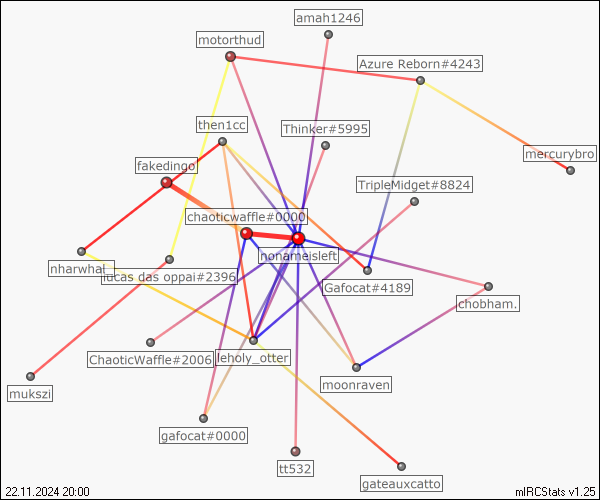 amah1246
motorthud
Azure Reborn#4243
then1cc
Thinker#5995
mercurybro
fakedingo
TripleMidget#8824
chaoticwaffle#0000
nonameisleft
nharwhat_
lucas das oppai#2396
Gafocat#4189
chobham.
ChaoticWaffle#2006
leholy_otter
moonraven
mukszi
gafocat#0000
tt532
gateauxcatto
22.11.2024 20:00
mIRCStats v1.25